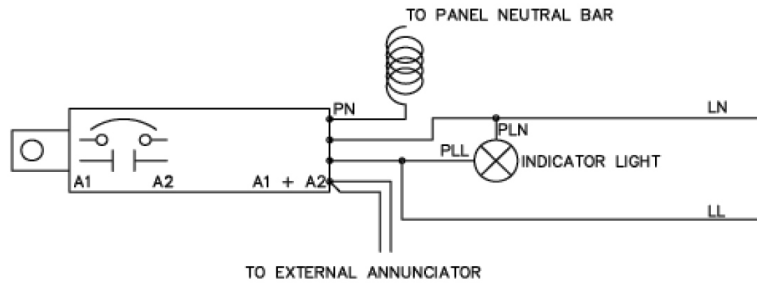 TO PANEL NEUTRAL BAR
PN
LN
PLN
PLL
INDICATOR LIGHT
A1 A2 A1 + A2
LL
TO EXTERNAL ANNUNCIATOR